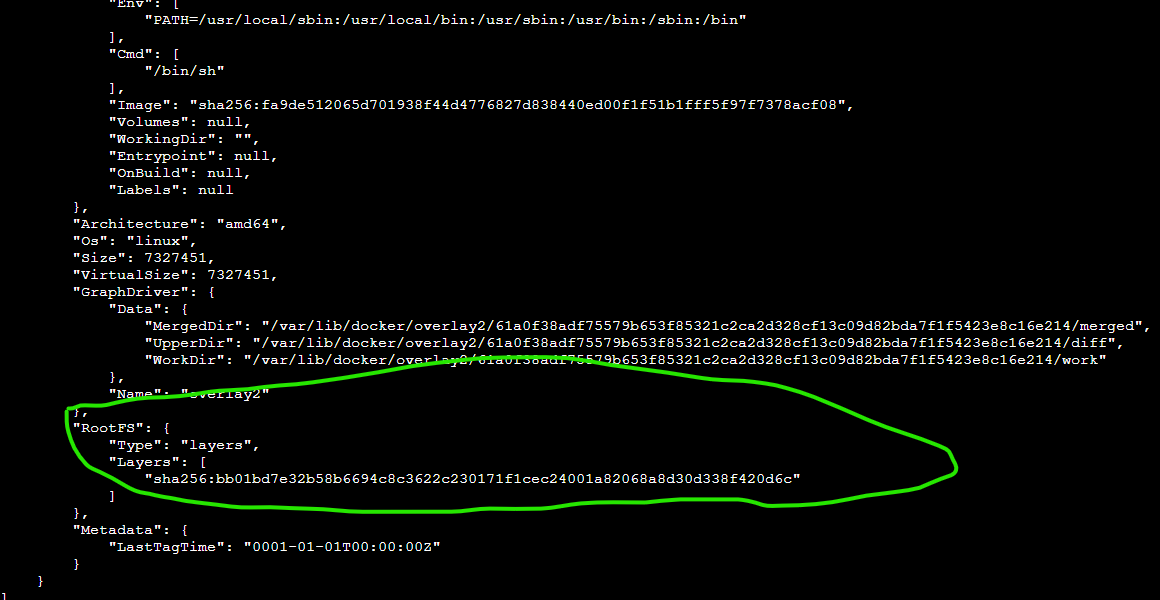 "Env": [
"PATH=/usr/local/sbin:/usr/local/bin:/usr/sbin:/usr/bin:/sbin:/bin"
],
"Cmd": [
"/bin/sh"
],
"Image": "sha256:fa9de512065d701938f44d4776827d838440ed00f1f51b1fff5f97f7378acf08",
"Volumes": null,
"WorkingDir": "",
"Entrypoint": null,
"OnBuild": null,
"Labels": null
},
"Architecture": "amd64",
"Os": "linux",
"Size": 7327451,
"VirtualSize": 7327451,
"GraphDriver": {
"Data": {
"MergedDir": "/var/lib/docker/overlay2/61a0f38adf75579b653f85321c2ca2d328cf13c09d82bda7f1f5423e8c16e214/merged",
"UpperDir": "/var/lib/docker/overlay2/61a0f38adf75579b653f85321c2ca2d328cf13c09d82bda7f1f5423e8c16e214/diff",
"WorkDir": "/var/lib/docker/overlay2/61a0f38adf75579b653f85321c2ca2d328cf13c09d82bda7f1f5423e8c16e214/work"
},
"Name": "overlay2"
},
"RootFS": {
"Type": "layers",
"Layers": [
"sha256:bb01bd7e32b58b6694c8c3622c230171f1cec24001a82068a8d30d338f420d6c"
]
},
"Metadata": {
"LastTagTime": "0001-01-01T00:00:00Z"
}
}
]